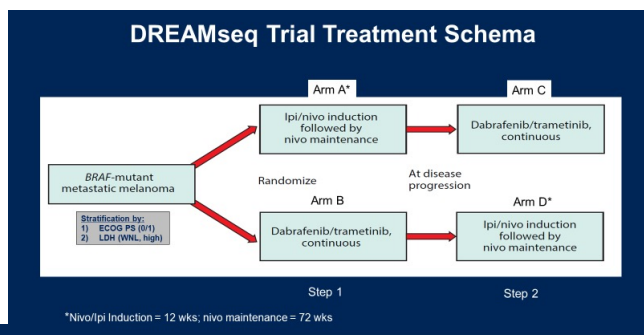 DREAMseq Trial Treatment Schema
Arm A*
Ipi/nivo induction
followed by
nivo maintenance
Arm C
Dabrafenib/trametinib,
continuous
BRAF-mutant
metastatic melanoma
Stratification by:
1) ECOG PS (0/1)
2) LDH (WNL, high)
Randomize
At disease
progression
Arm B
Dabrafenib/trametinib,
continuous
Arm D*
Ipi/nivo induction
followed by
nivo maintenance
Step 1
Step 2
*Nivo/Ipi Induction = 12 wks; nivo maintenance = 72 wks